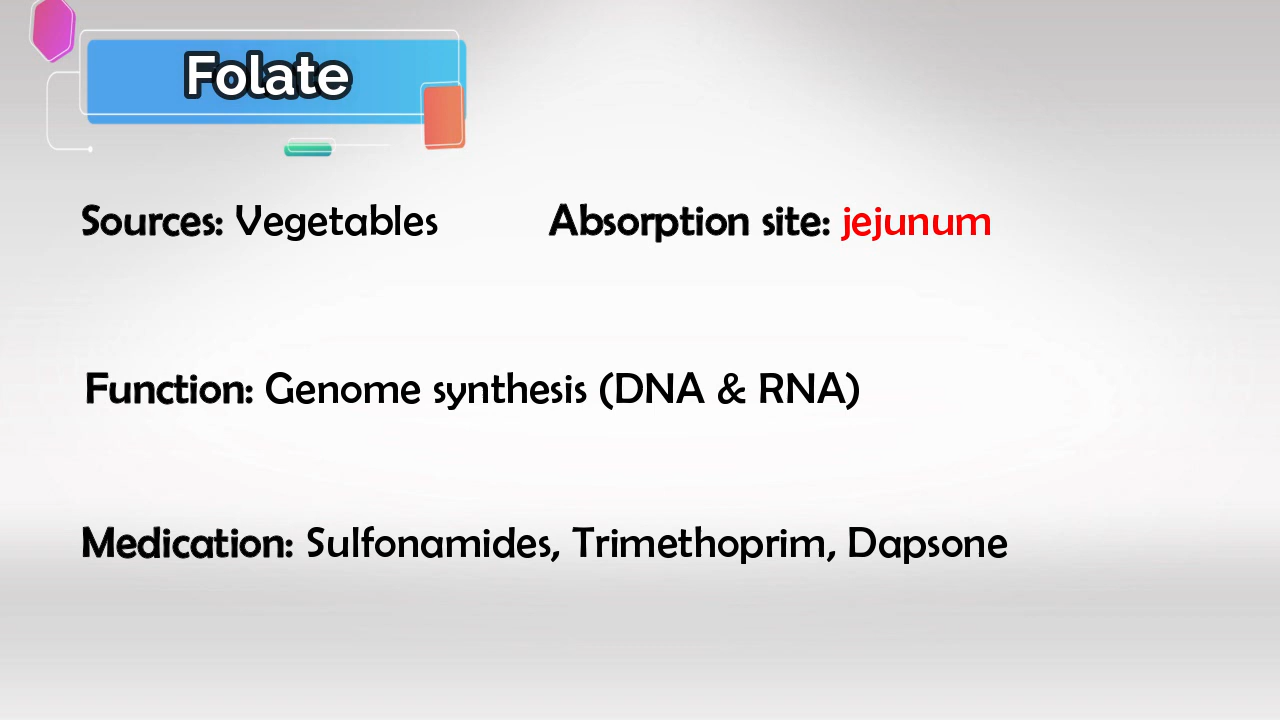 Folate
Sources: Vegetables
Absorption site: jejunum
Function: Genome synthesis (DNA & RNA)
Medication: Sulfonamides, Trimethoprim, Dapsone